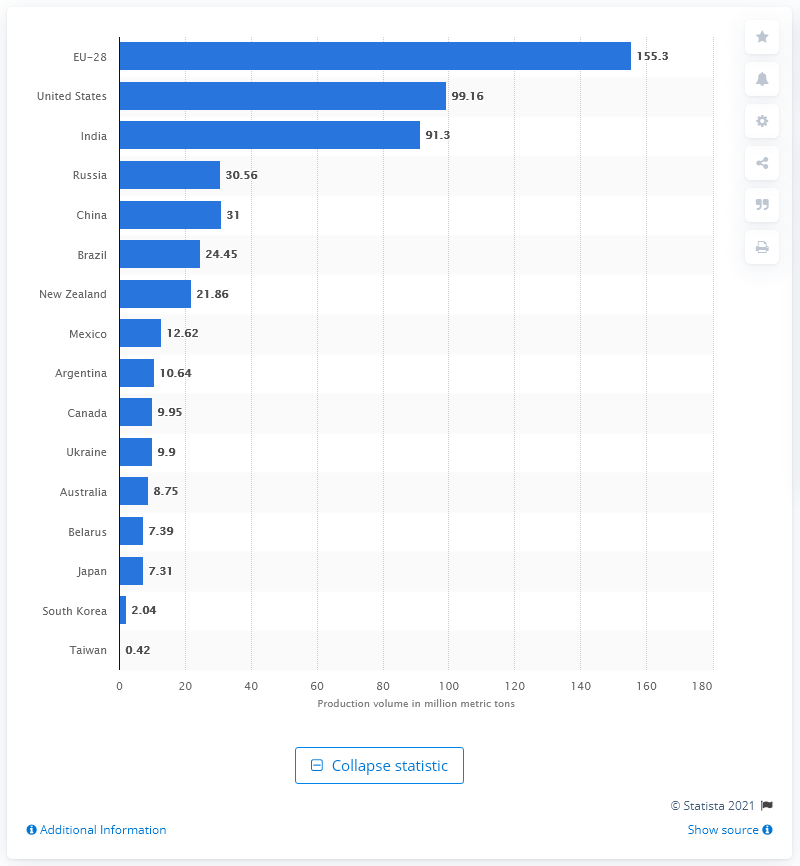 EU-28 155.3
United States 99.16
India 91.3
Russia 30.56
China 31
Brazil 24.45
New Zealand 21.86
Mexico 12.62
Argentina 10.64
Canada 9.95
Ukraine 9.9
Australia 8.75
Belarus 7.39
Japan 7.31
South Korea 2.04
Taiwan 0.42
0 20 40 60 80 100 120 140 160 180
Production volume in million metric tons
Collapse statistic
© Statista 2021
Additional Information Show source